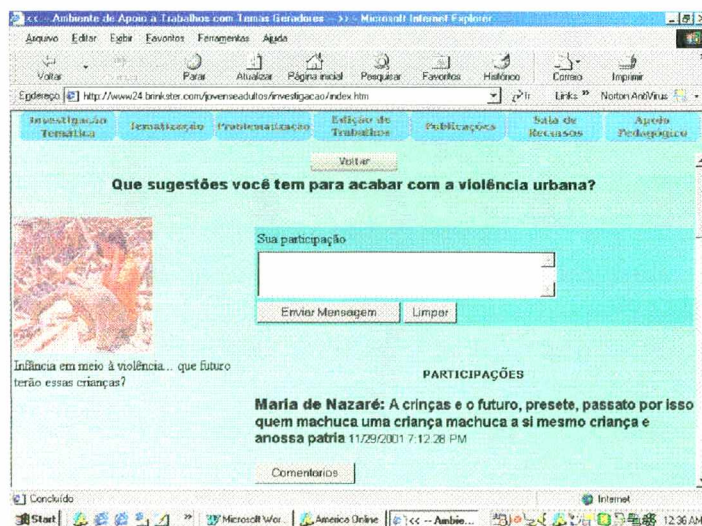 << -- Ambiente de Apoio à Trabalhos com Temas Geradores -- >> - Microsoft Internet Explorer
Arquivo Editar Exibir Favoritos Ferramentas Ajuda
Voltar Parar Atualizar Página inicial Pesquisar Favoritos Histórico Correio Imprimir
Endereço http://www24.brinkster.com/jovenseadultos/investigacao/index.htm Ir Links » Norton AntiVirus
Investigação Temática Tematização Problematização Edição de Trabalhos Publicações Sala de Recursos Apoio Pedagógico
Voltar
Que sugestões você tem para acabar com a violência urbana?
Sua participação
Enviar Mensagem Limpar
Infância em meio à violência... que futuro
terão essas crianças?
PARTICIPAÇÕES
Maria de Nazaré: A crinças e o futuro, presete, passato por isso
quem machuca uma criança machuca a si mesmo criança e
anossa patria 11/29/2001 7:12:28 PM
Comentarios
Concluído Internet
Start » Microsoft Wor... America Online << -- Ambie... 12:36 AM